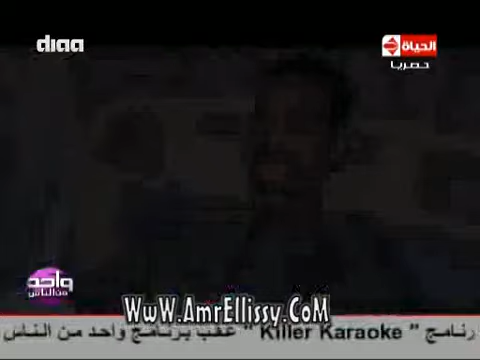 diaa
الحياة
حصريا
واحد
من الناس
WwW.AmrEllissy.CoM
رنامج " Killer Karaoke " عقب برنامج واحد من الناس